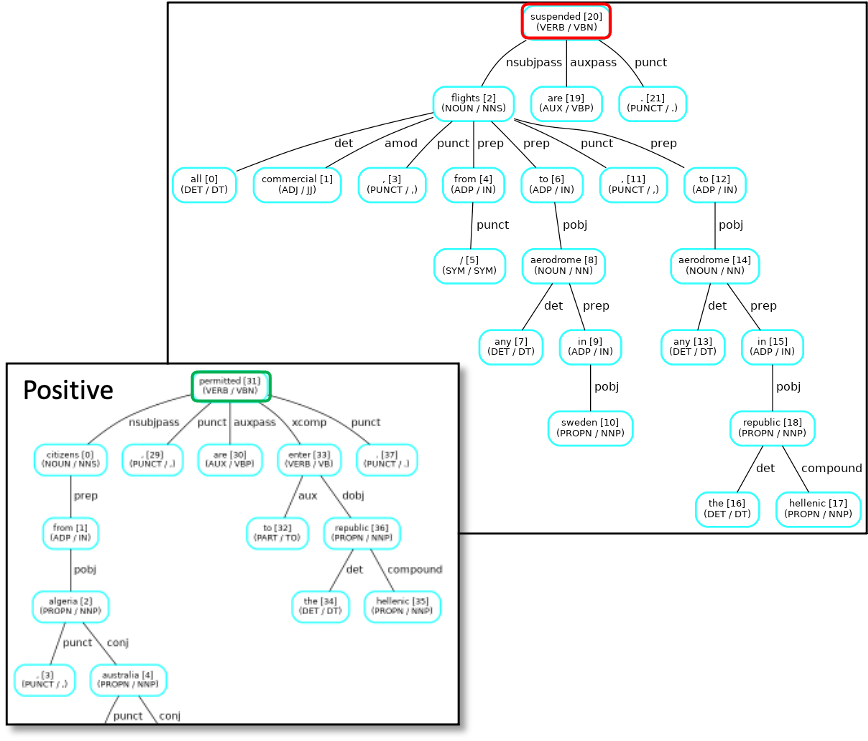 suspended [20]
(VERB / VBN)
nsubjpass auxpass punct
flights [2]
(NOUN / NNS)
are [19]
(AUX / VBP)
. [21]
(PUNCT / .)
det amod punct prep prep punct prep
all [0]
(DET / DT)
commercial [1]
(ADJ / JJ)
, [3]
(PUNCT / ,)
from [4]
(ADP / IN)
to [6]
(ADP / IN)
, [11]
(PUNCT / ,)
to [12]
(ADP / IN)
punct pobj pobj
/ [5]
(SYM / SYM)
aerodrome [8]
(NOUN / NN)
aerodrome [14]
(NOUN / NN)
det prep det prep
any [7]
(DET / DT)
in [9]
(ADP / IN)
any [13]
(DET / DT)
in [15]
(ADP / IN)
pobj pobj
sweden [10]
(PROPN / NNP)
republic [18]
(PROPN / NNP)
det compound
the [16]
(DET / DT)
hellenic [17]
(PROPN / NNP)
Positive
permitted [31]
(VERB / VBN)
nsubjpass punct auxpass xcomp punct
citizens [0]
(NOUN / NNS)
, [29]
(PUNCT / ,)
are [30]
(AUX / VBP)
enter [33]
(VERB / VB)
. [37]
(PUNCT / .)
prep aux dobj
from [1]
(ADP / IN)
to [32]
(PART / TO)
republic [36]
(PROPN / NNP)
pobj det compound
algeria [2]
(PROPN / NNP)
the [34]
(DET / DT)
hellenic [35]
(PROPN / NNP)
punct conj
, [3]
(PUNCT / ,)
australia [4]
(PROPN / NNP)
punct conj